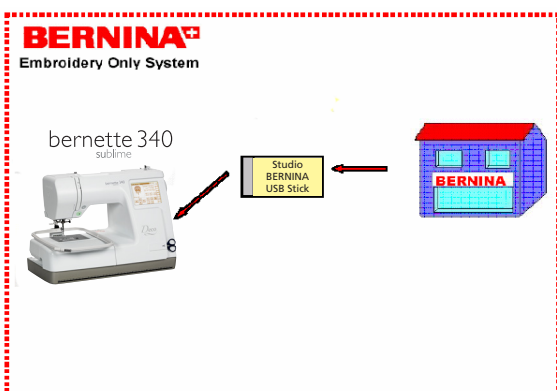 BERNINA
Embroidery Only System
bernette 340
sublime
Studio
BERNINA
USB Stick
BERNINA